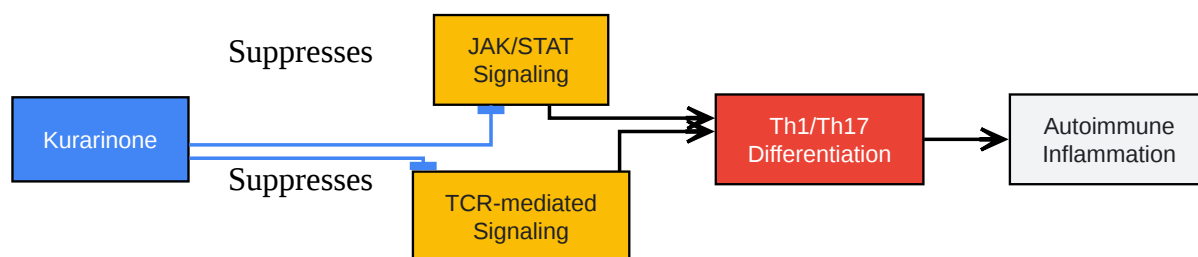 Suppresses
JAK/STAT
Signaling
Kurarinone
Th1/Th17
Differentiation
Autoimmune
Inflammation
Suppresses
TCR-mediated
Signaling